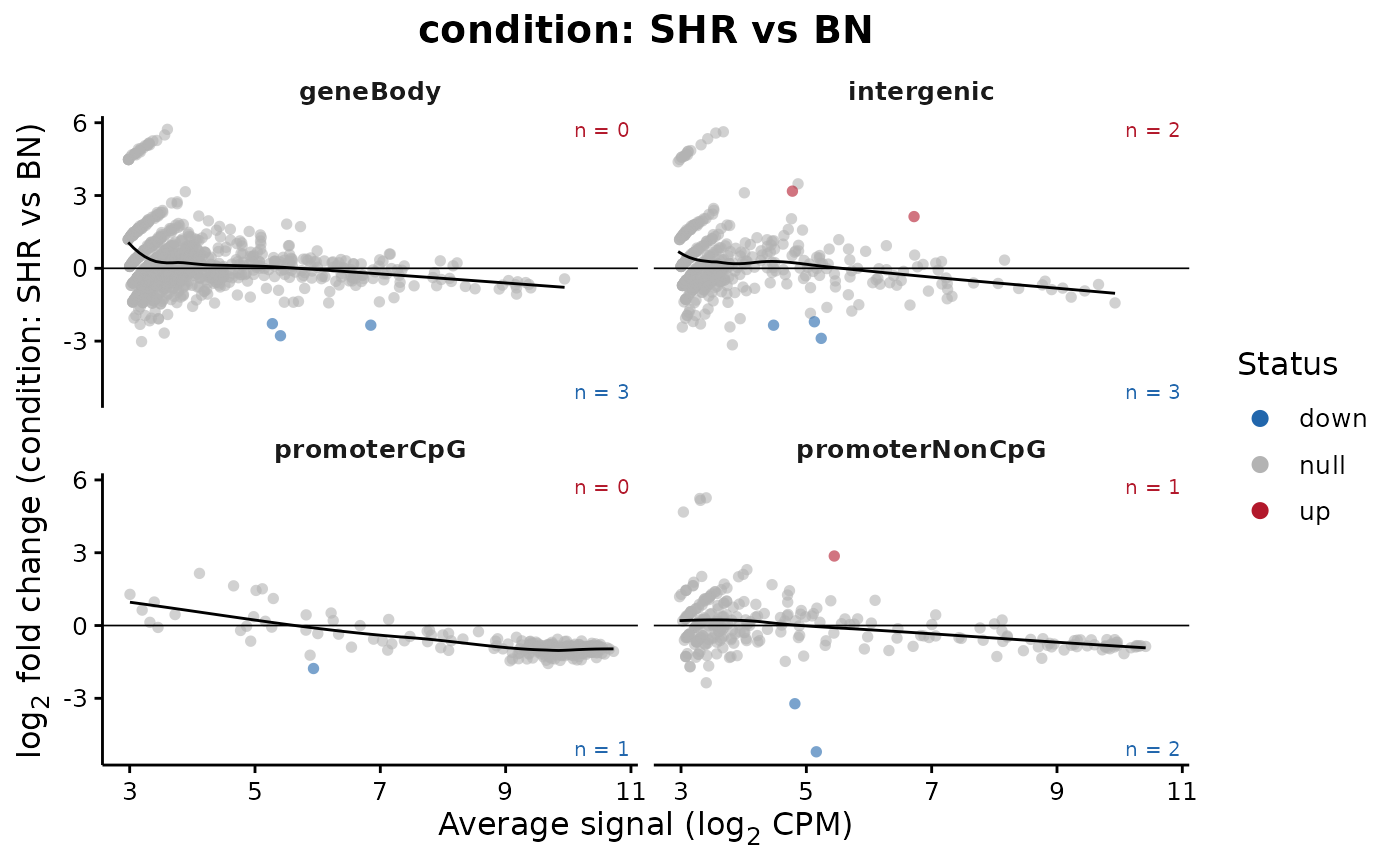 condition: SHR vs BN
geneBody
intergenic
n = 0
n = 2
6
3
0
-3
n = 3
n = 3
promoterCpG
promoterNonCpG
n = 0
n = 1
6
3
0
-3
n = 1
n = 2
3 5 7 9 11
3 5 7 9 11
Average signal (log2 CPM)
log2 fold change (condition: SHR vs BN)
Status
down
null
up